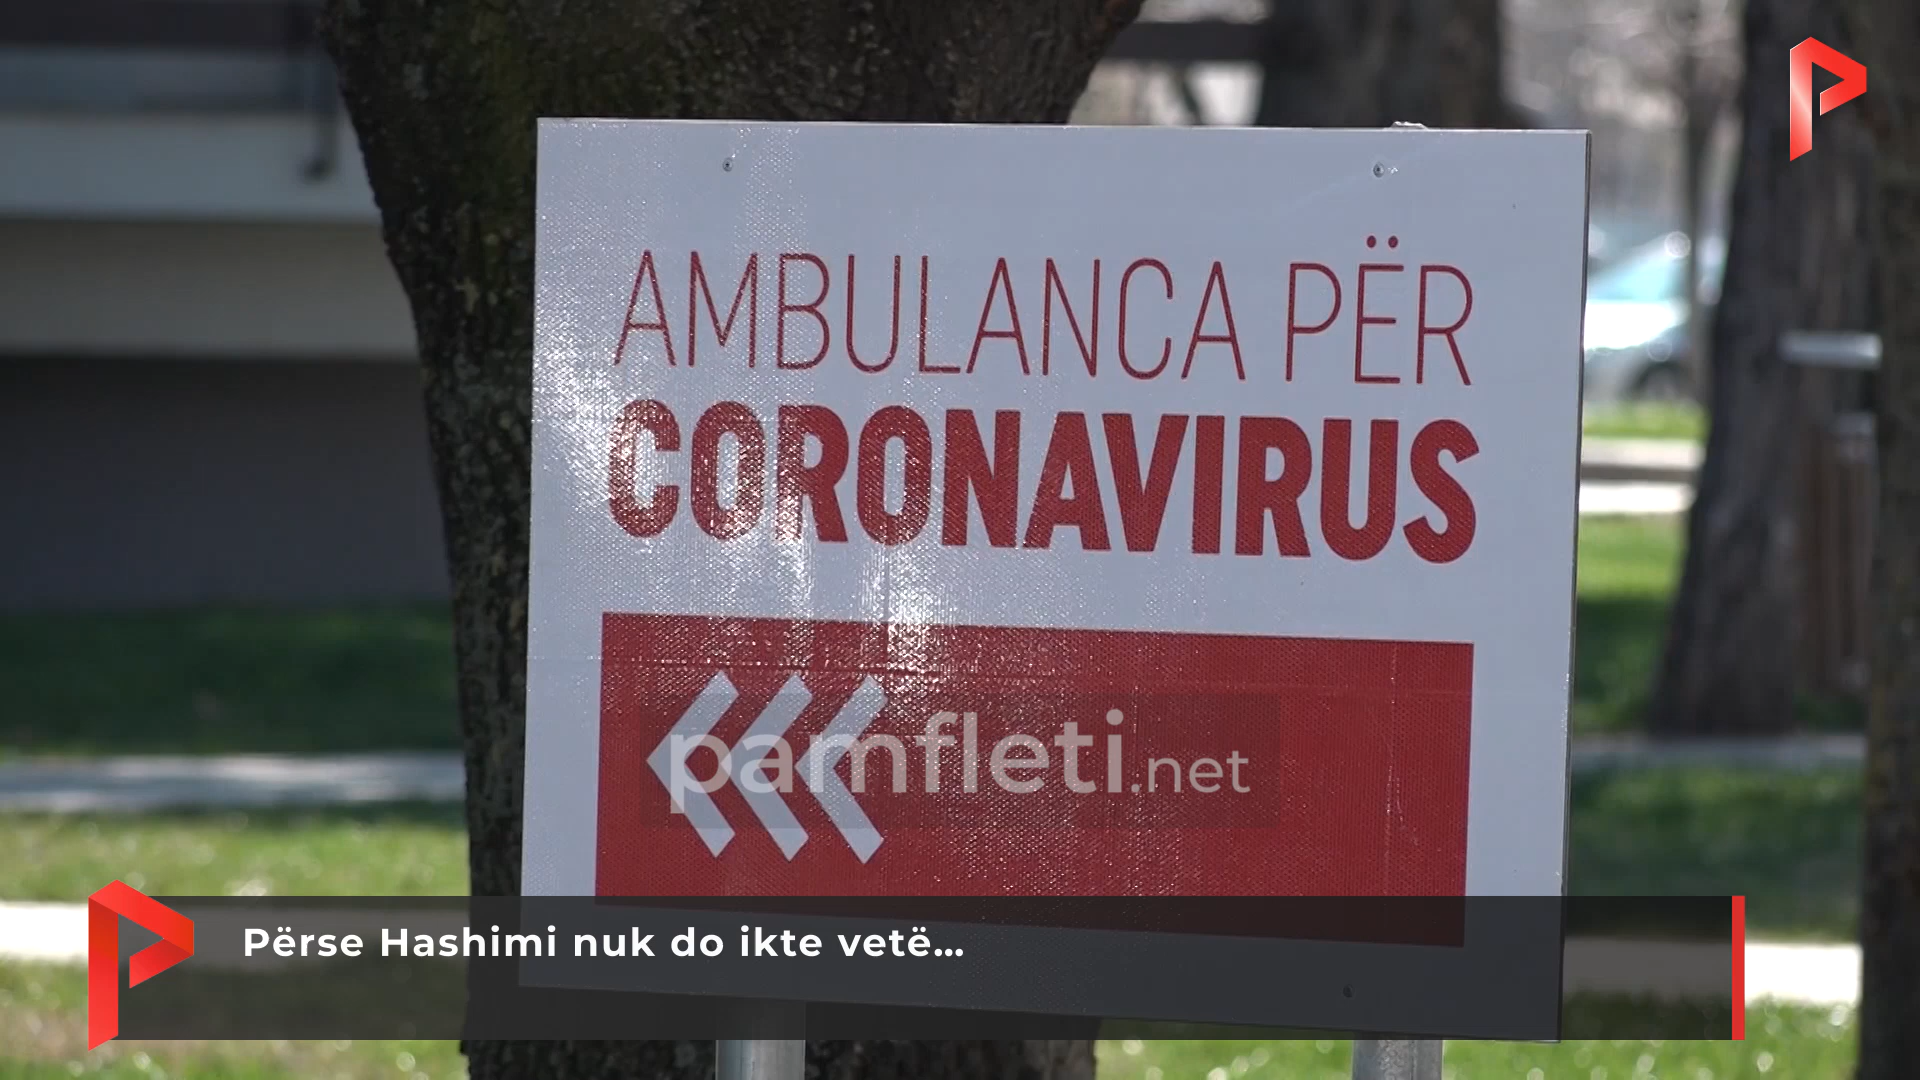 AMBULANCA PËR
CORONAVIRUS
pamfleti.net
Përse Hashimi nuk do ikte vetë...